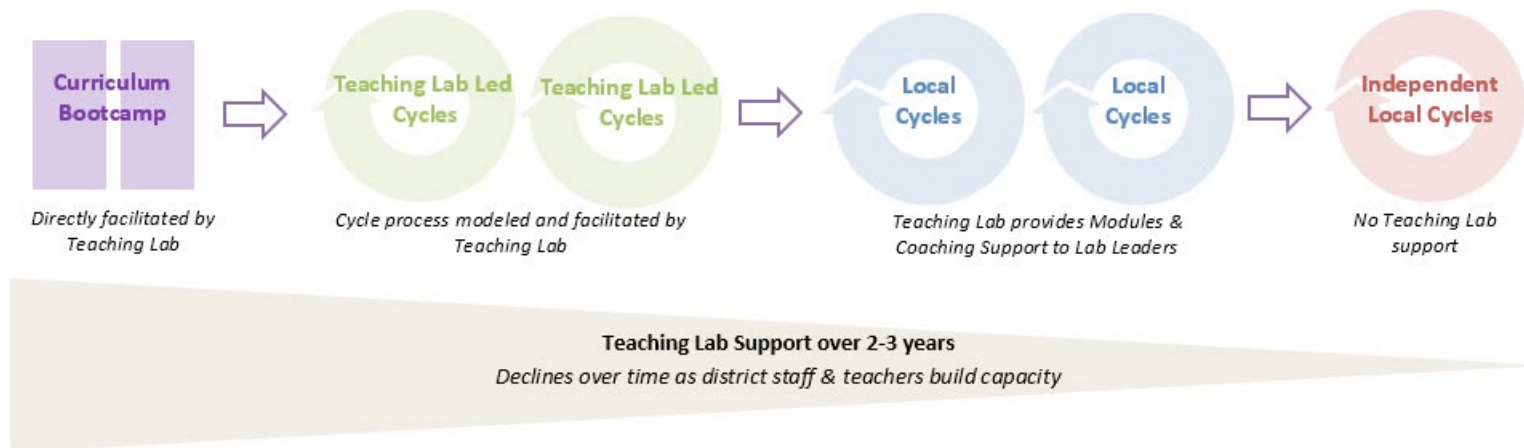 Curriculum
Bootcamp
Teaching Lab Led
Cycles
Teaching Lab Led
Cycles
Local
Cycles
Local
Cycles
Independent
Local Cycles
Directly facilitated by
Teaching Lab
Cycle process modeled and facilitated by
Teaching Lab
Teaching Lab provides Modules &
Coaching Support to Lab Leaders
No Teaching Lab
support
Teaching Lab Support over 2-3 years
Declines over time as district staff & teachers build capacity